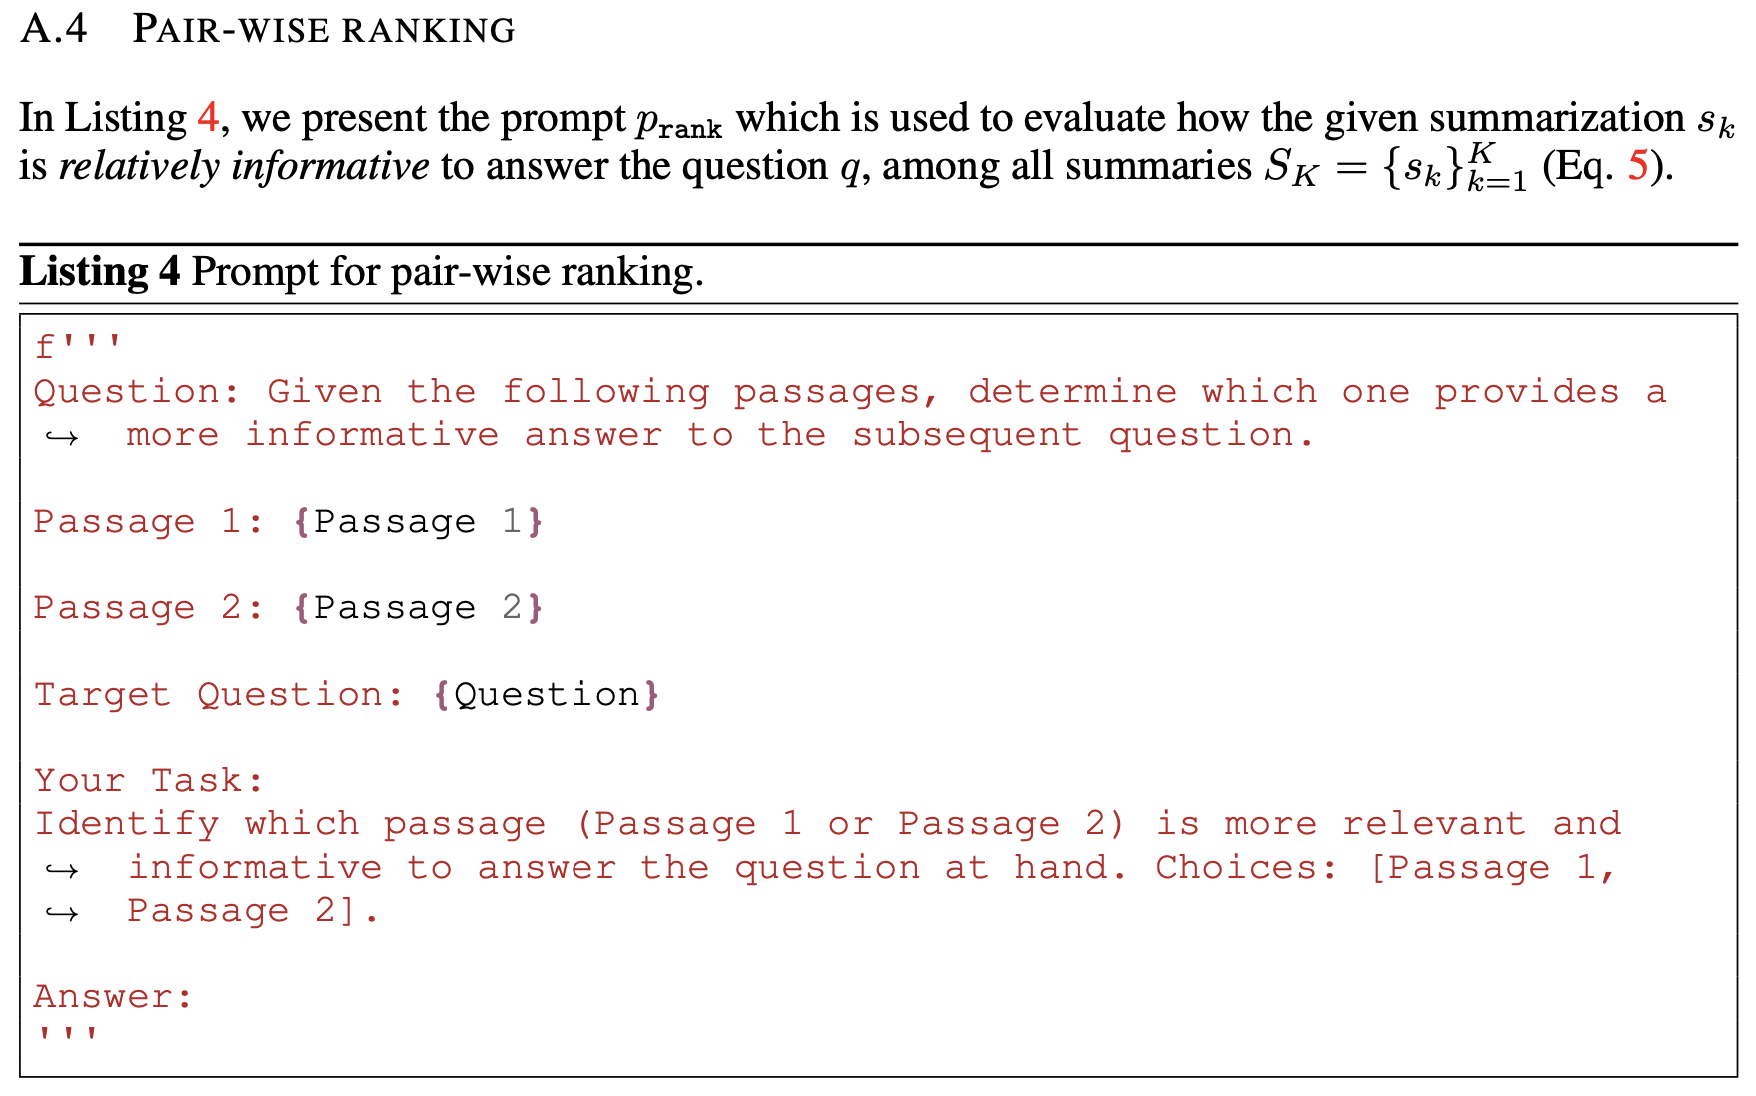 A.4 PAIR-WISE RANKING
In Listing 4, we present the prompt p_rank which is used to evaluate how the given summarization s_k
is relatively informative to answer the question q, among all summaries S_K = {s_k}_{k=1}^K (Eq. 5).
Listing 4 Prompt for pair-wise ranking.
f'''
Question: Given the following passages, determine which one provides a
↪ more informative answer to the subsequent question.
Passage 1: {Passage 1}
Passage 2: {Passage 2}
Target Question: {Question}
Your Task:
Identify which passage (Passage 1 or Passage 2) is more relevant and
↪ informative to answer the question at hand. Choices: [Passage 1,
↪ Passage 2].
Answer:
'''